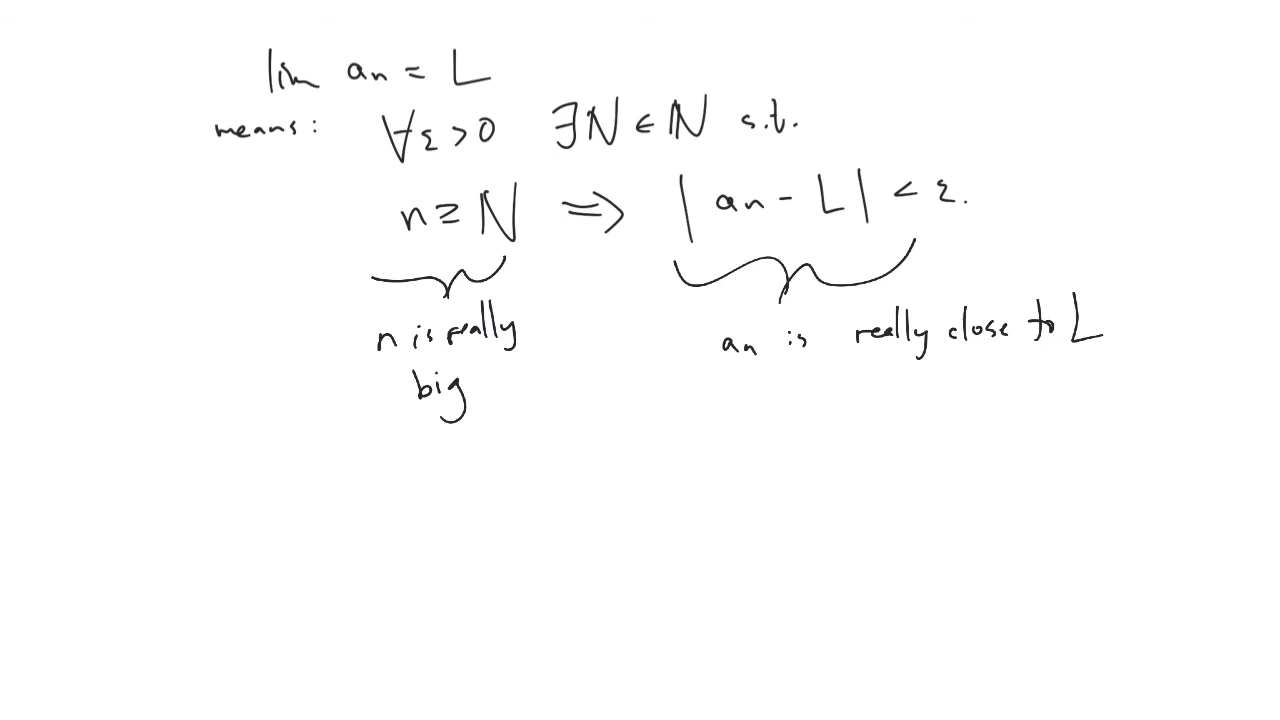 lim an = L
means: ∀ε > 0 ∃N ∈ ℕ s.t.
n ≥ N ⟹ | an - L | < ε.
n is really
big
an is really close to L